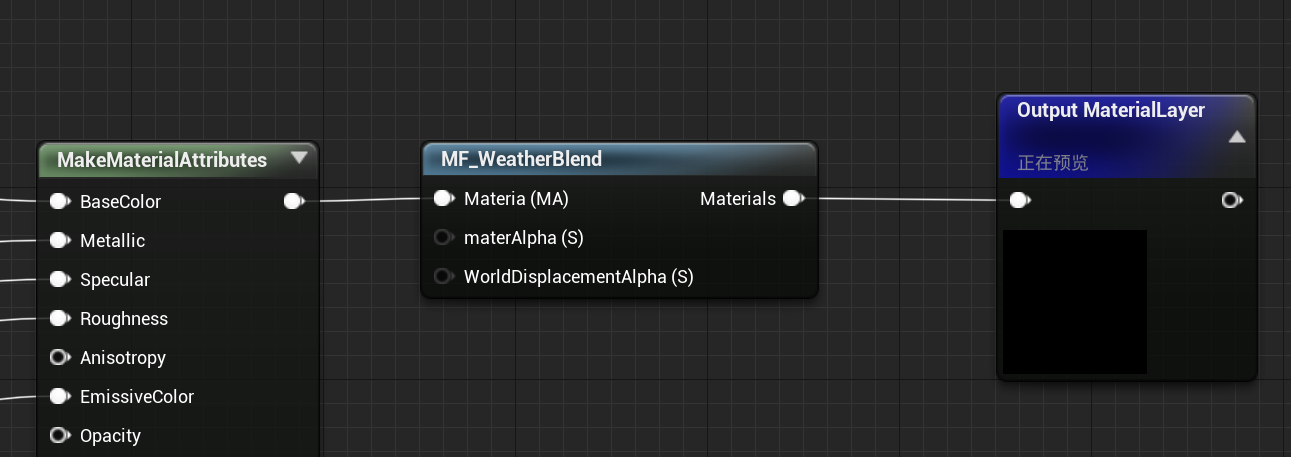 Output MaterialLayer
正在预览
MakeMaterialAttributes
BaseColor
Metallic
Specular
Roughness
Anisotropy
EmissiveColor
Opacity
MF_WeatherBlend
Materia (MA)
Materials
materAlpha (S)
WorldDisplacementAlpha (S)